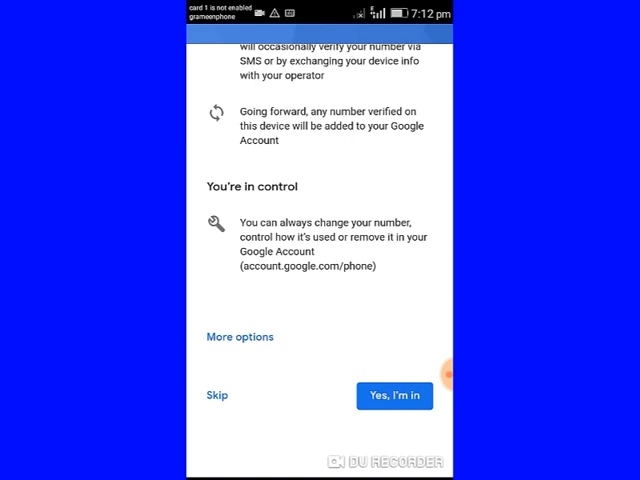 card 1 is not enabled
grameenphone
E
7:12 pm
will occasionally verify your number via
SMS or by exchanging your device info
with your operator
Going forward, any number verified on
this device will be added to your Google
Account
You're in control
You can always change your number,
control how it's used or remove it in your
Google Account
(account.google.com/phone)
More options
Skip
Yes, I'm in
DU RECORDER